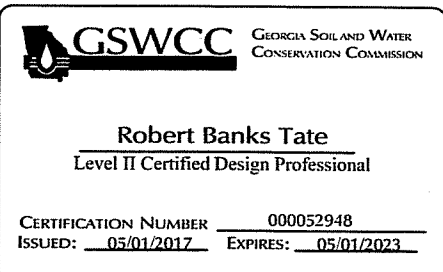 GSWCC
GEORGIA SOIL AND WATER
CONSERVATION COMMISSION
Robert Banks Tate
Level II Certified Design Professional
CERTIFICATION NUMBER 000052948
ISSUED: 05/01/2017 EXPIRES: 05/01/2023